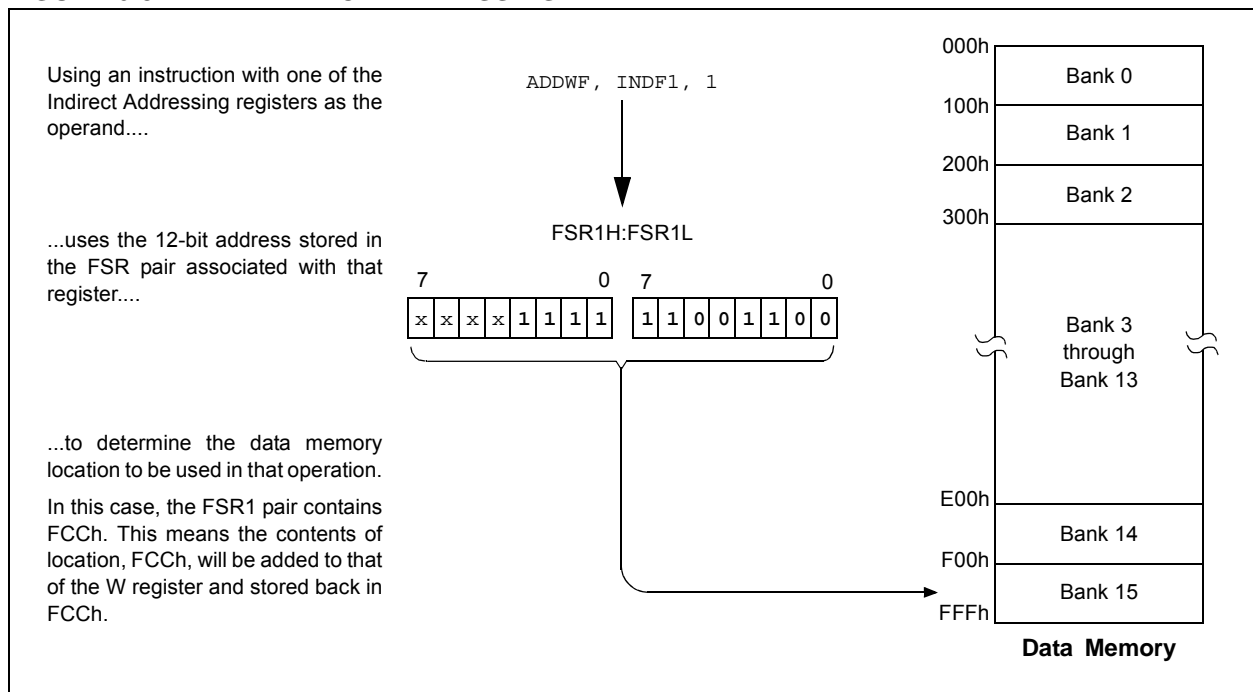 Using an instruction with one of the
Indirect Addressing registers as the
operand....
ADDWF, INDF1, 1
...uses the 12-bit address stored in
the FSR pair associated with that
register....
FSR1H:FSR1L
7 0 7 0
x x x x 1 1 1 1 1 1 0 0 1 1 0 0
...to determine the data memory
location to be used in that operation.
In this case, the FSR1 pair contains
FCCh. This means the contents of
location, FCCh, will be added to that
of the W register and stored back in
FCCh.
000h
Bank 0
100h
Bank 1
200h
Bank 2
300h
Bank 3
through
Bank 13
E00h
Bank 14
F00h
Bank 15
FFFh
Data Memory